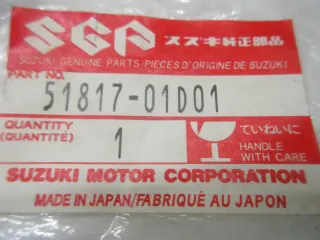 SGP スズキ純正部品
SUZUKI GENUINE PARTS/PIECES D'ORIGINE DE SUZUKI
PART NO.
51817-01D01
QUANTITY
(QUANTITÉ)
1
ていねいに
HANDLE
WITH CARE
SUZUKI MOTOR CORPORATION
MADE IN JAPAN/FABRIQUÉ AU JAPON